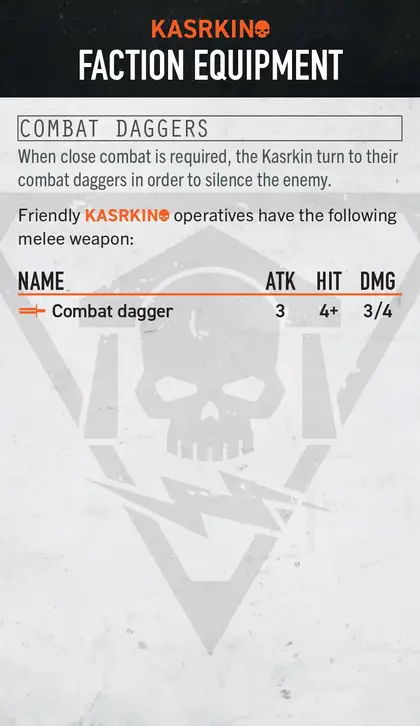 KASRKIN
FACTION EQUIPMENT
COMBAT DAGGERS
When close combat is required, the Kasrkin turn to their
combat daggers in order to silence the enemy.
Friendly KASRKIN operatives have the following
melee weapon:
NAME ATK HIT DMG
Combat dagger 3 4+ 3/4